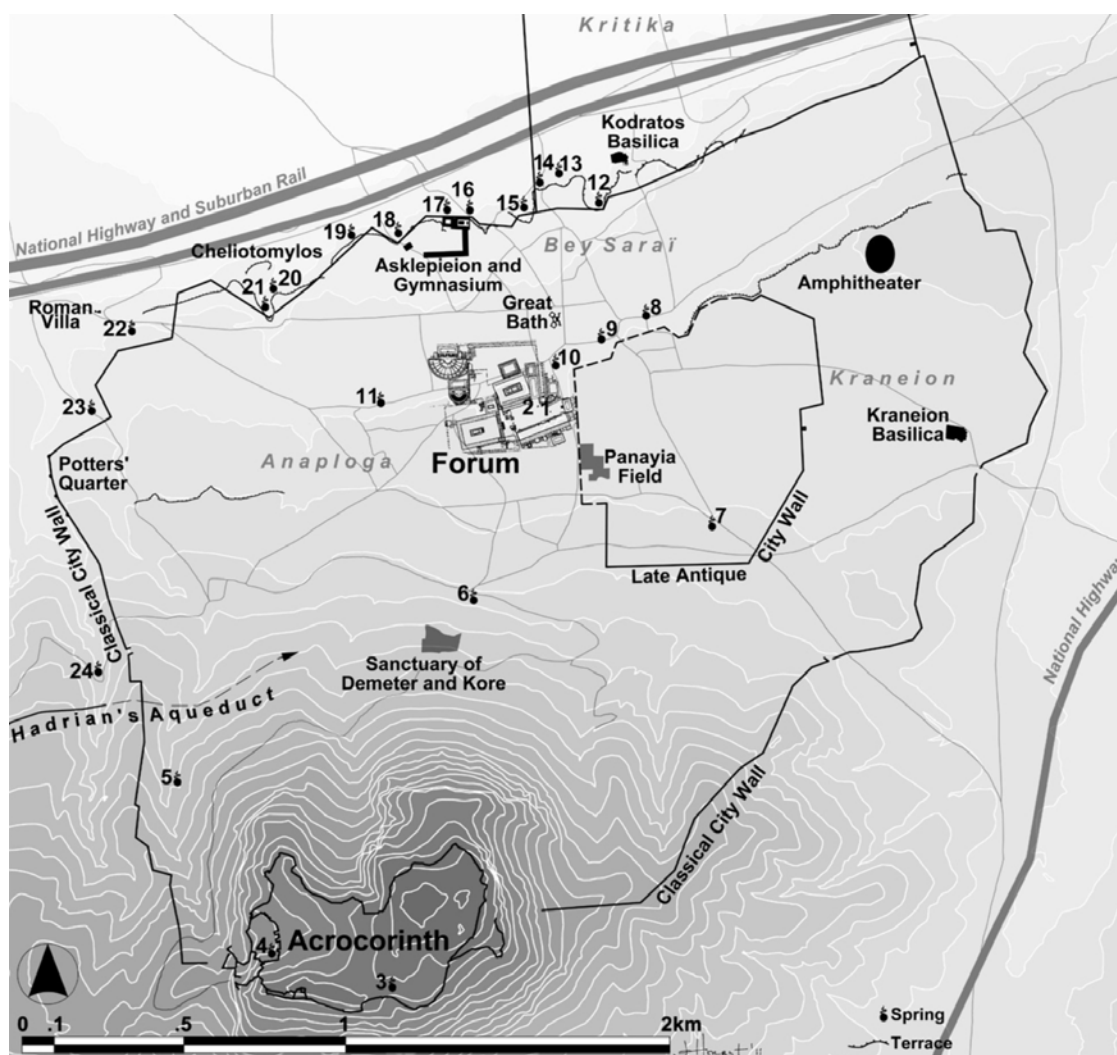 Kritika
Kodratos
Basilica
14
13
12
15
16
17
18
19
National Highway and Suburban Rail
Bey Saraï
Cheliotomylos
Asklepieion and
Gymnasium
Amphitheater
20
21
Roman
Villa
22
Great
Bath
8
9
10
11
2
1
Kraneion
23
Kraneion
Basilica
Potters'
Quarter
Anaploga
Forum
Panayia
Field
7
City Wall
Late Antique
Classical City Wall
6
Sanctuary of
Demeter and Kore
National Highway
24
Hadrian's Aqueduct
5
Classical City Wall
Acrocorinth
4
3
Spring
Terrace
0 .1 .5 1 2km